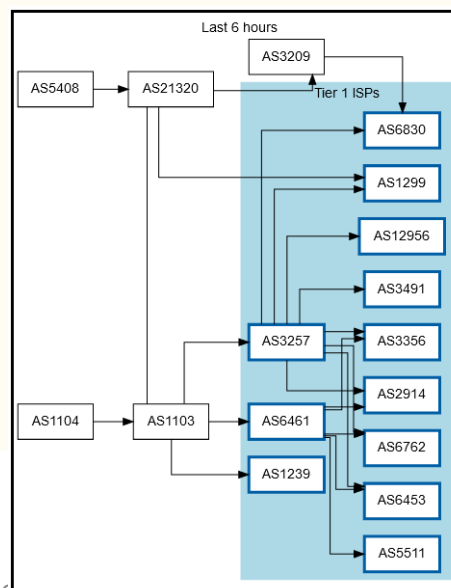 Last 6 hours
AS3209
AS5408
AS21320
Tier 1 ISPs
AS6830
AS1299
AS12956
AS3491
AS3257
AS3356
AS2914
AS1104
AS1103
AS6461
AS6762
AS1239
AS6453
AS5511